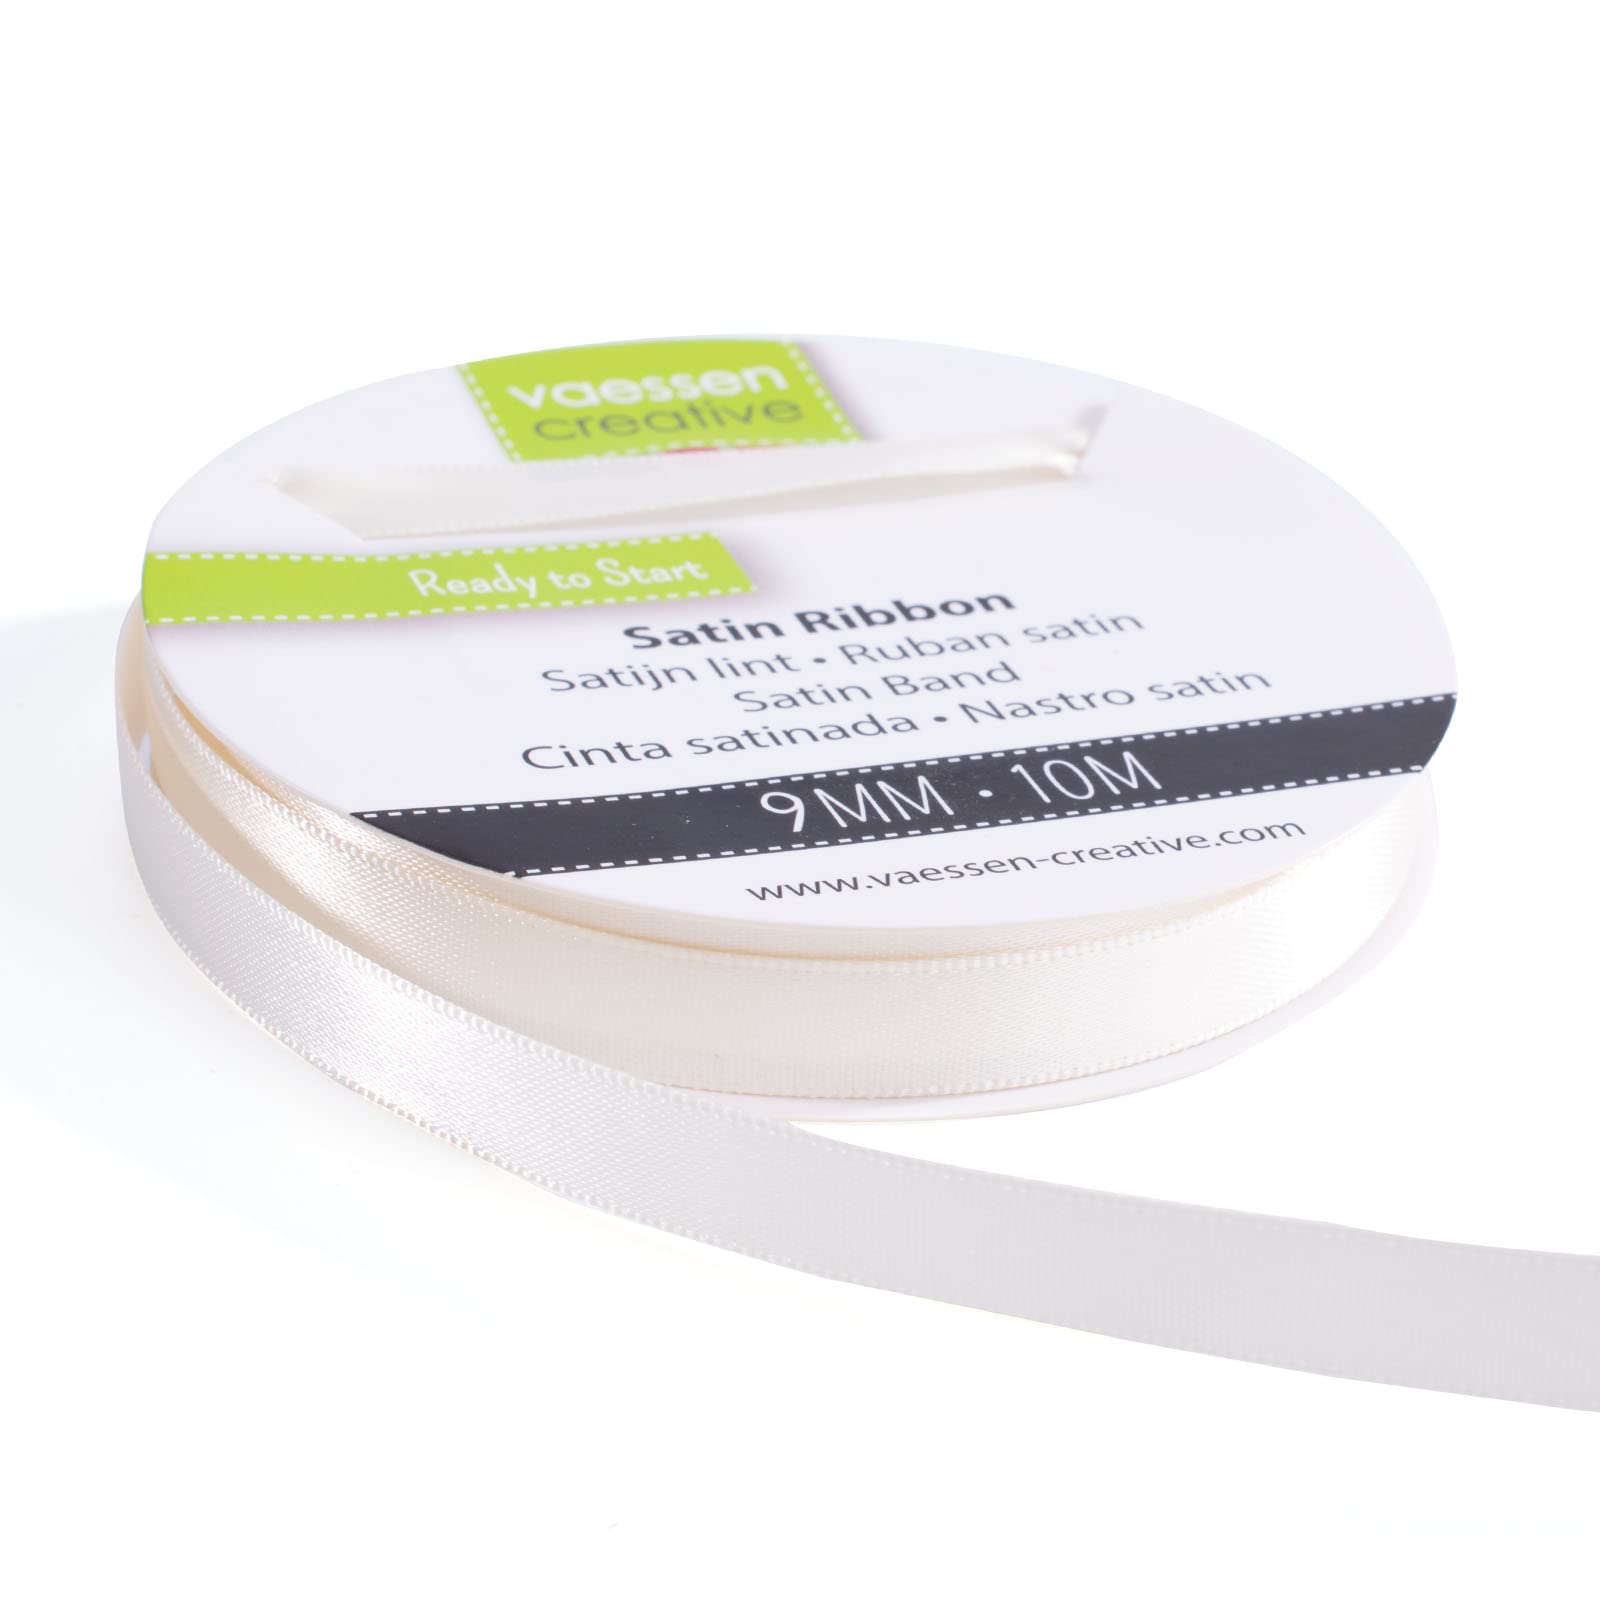 vaessen
creative
Ready to Start
Satin Ribbon
Satijn lint • Ruban satin
Satin Band
Cinta satinada • Nastro satin
9MM • 10M
www.vaessen-creative.com